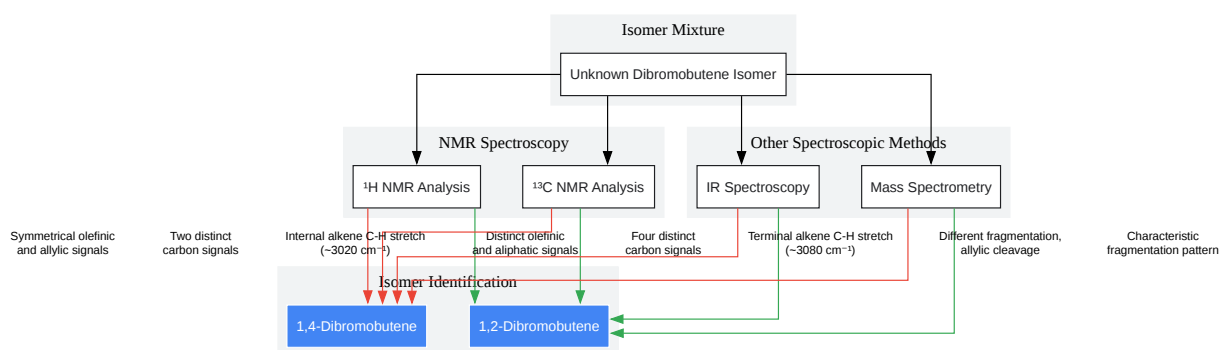 Isomer Mixture
Unknown Dibromobutene Isomer
NMR Spectroscopy
Other Spectroscopic Methods
¹H NMR Analysis
¹³C NMR Analysis
IR Spectroscopy
Mass Spectrometry
Symmetrical olefinic
and allylic signals
Two distinct
carbon signals
Internal alkene C-H stretch
(~3020 cm⁻¹)
Distinct olefinic
and aliphatic signals
Four distinct
carbon signals
Terminal alkene C-H stretch
(~3080 cm⁻¹)
Different fragmentation,
allylic cleavage
Characteristic
fragmentation pattern
Isomer Identification
1,4-Dibromobutene
1,2-Dibromobutene